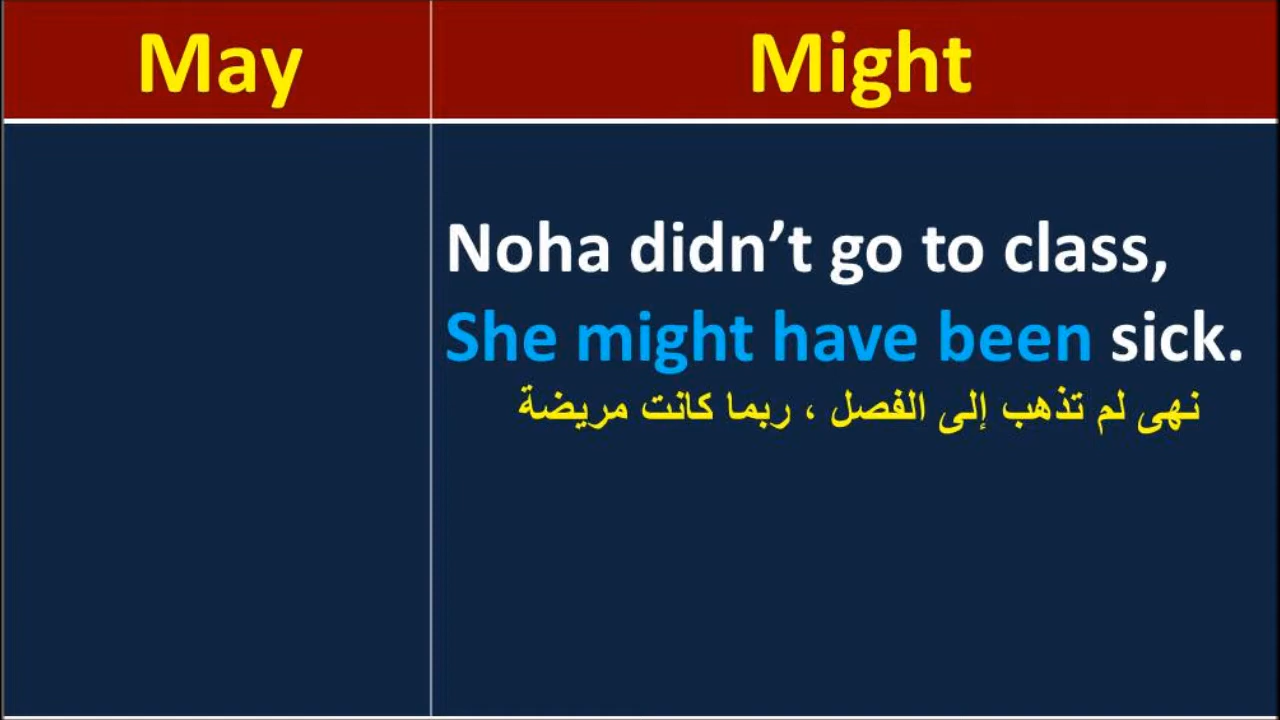 May
Might
Noha didn’t go to class,
She might have been sick.
نهى لم تذهب إلى الفصل ، ربما كانت مريضة